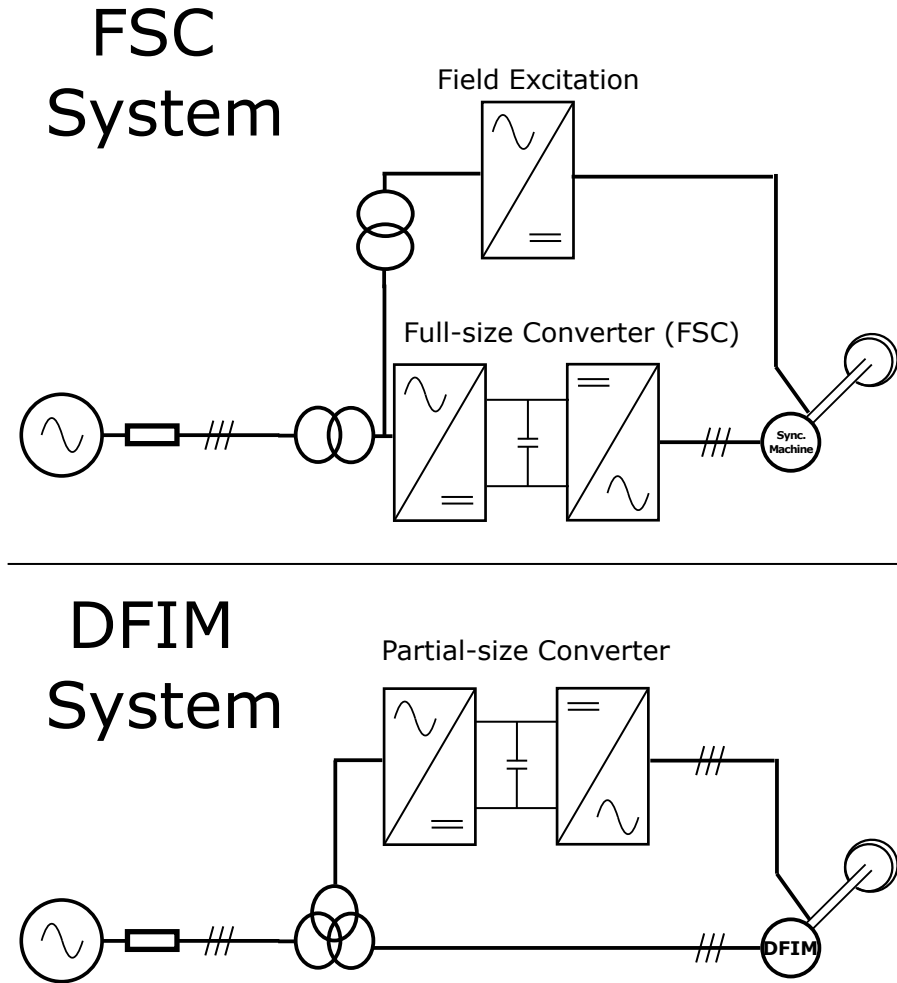 FSC
System
Field Excitation
Full-size Converter (FSC)
Sync.
Machine
DFIM
System
Partial-size Converter
DFIM